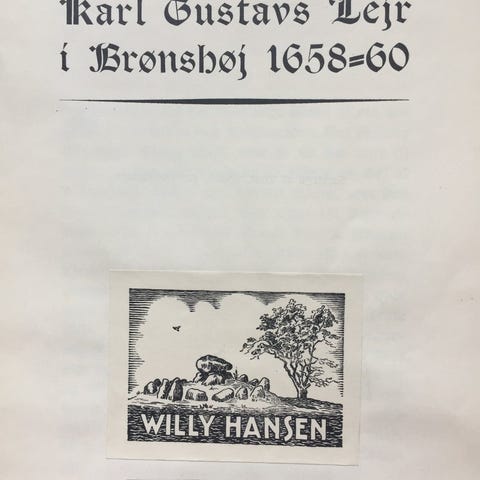 Karl Gustavs Lejr
i Brønshøj 1658=60
WILLY HANSEN